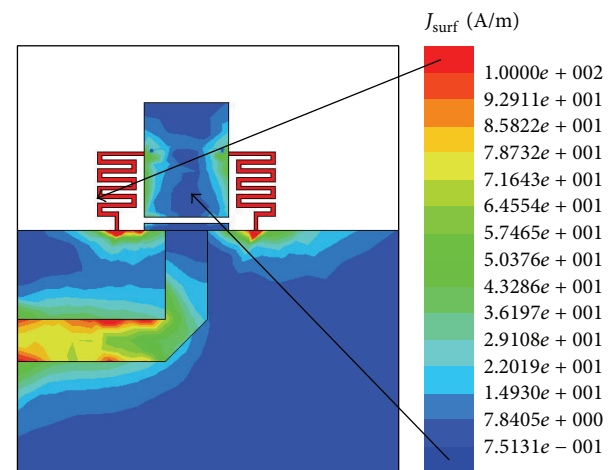 J_surf (A/m)
1.0000e + 002
9.2911e + 001
8.5822e + 001
7.8732e + 001
7.1643e + 001
6.4554e + 001
5.7465e + 001
5.0376e + 001
4.3286e + 001
3.6197e + 001
2.9108e + 001
2.2019e + 001
1.4930e + 001
7.8405e + 000
7.5131e − 001